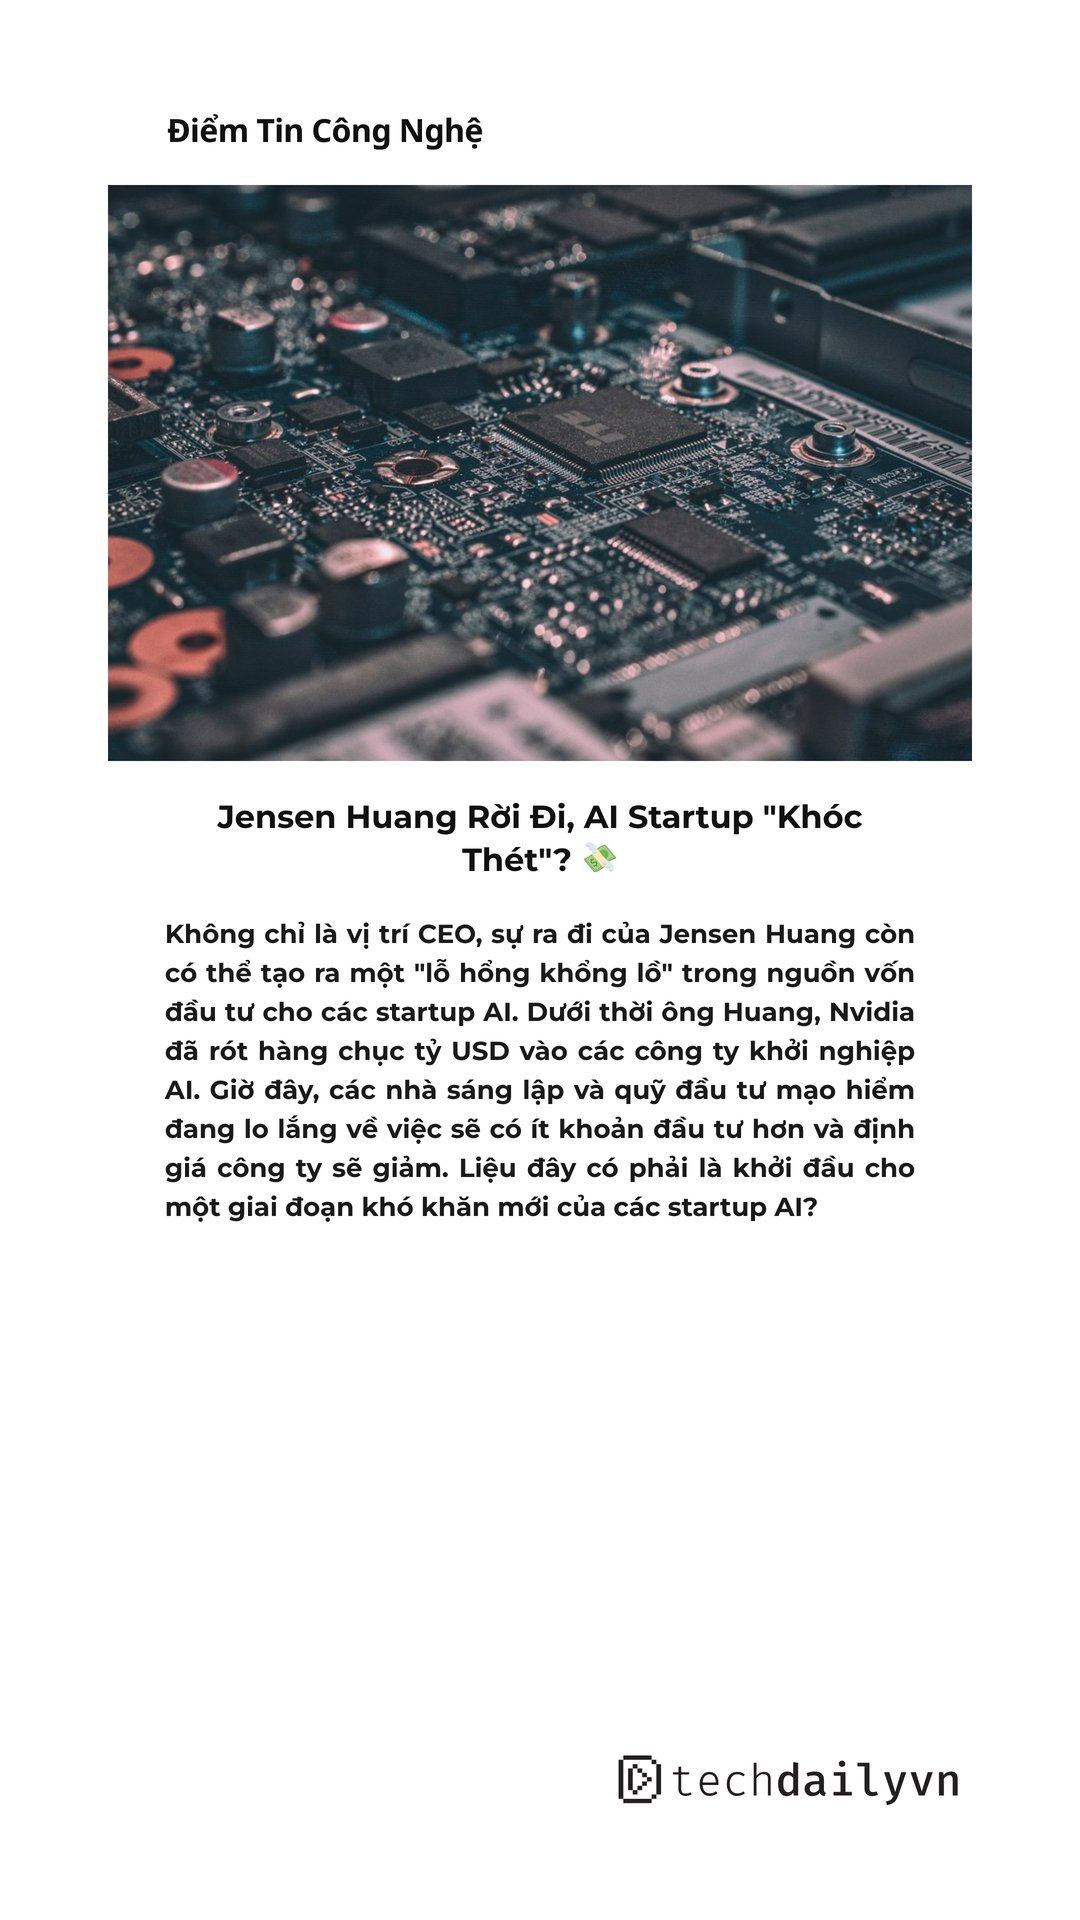 Điểm Tin Công Nghệ
Jensen Huang Rời Đi, AI Startup "Khóc
Thét"? 💸
Không chỉ là vị trí CEO, sự ra đi của Jensen Huang còn
có thể tạo ra một "lỗ hổng khổng lồ" trong nguồn vốn
đầu tư cho các startup AI. Dưới thời ông Huang, Nvidia
đã rót hàng chục tỷ USD vào các công ty khởi nghiệp
AI. Giờ đây, các nhà sáng lập và quỹ đầu tư mạo hiểm
đang lo lắng về việc sẽ có ít khoản đầu tư hơn và định
giá công ty sẽ giảm. Liệu đây có phải là khởi đầu cho
một giai đoạn khó khăn mới của các startup AI?
techdailyvn